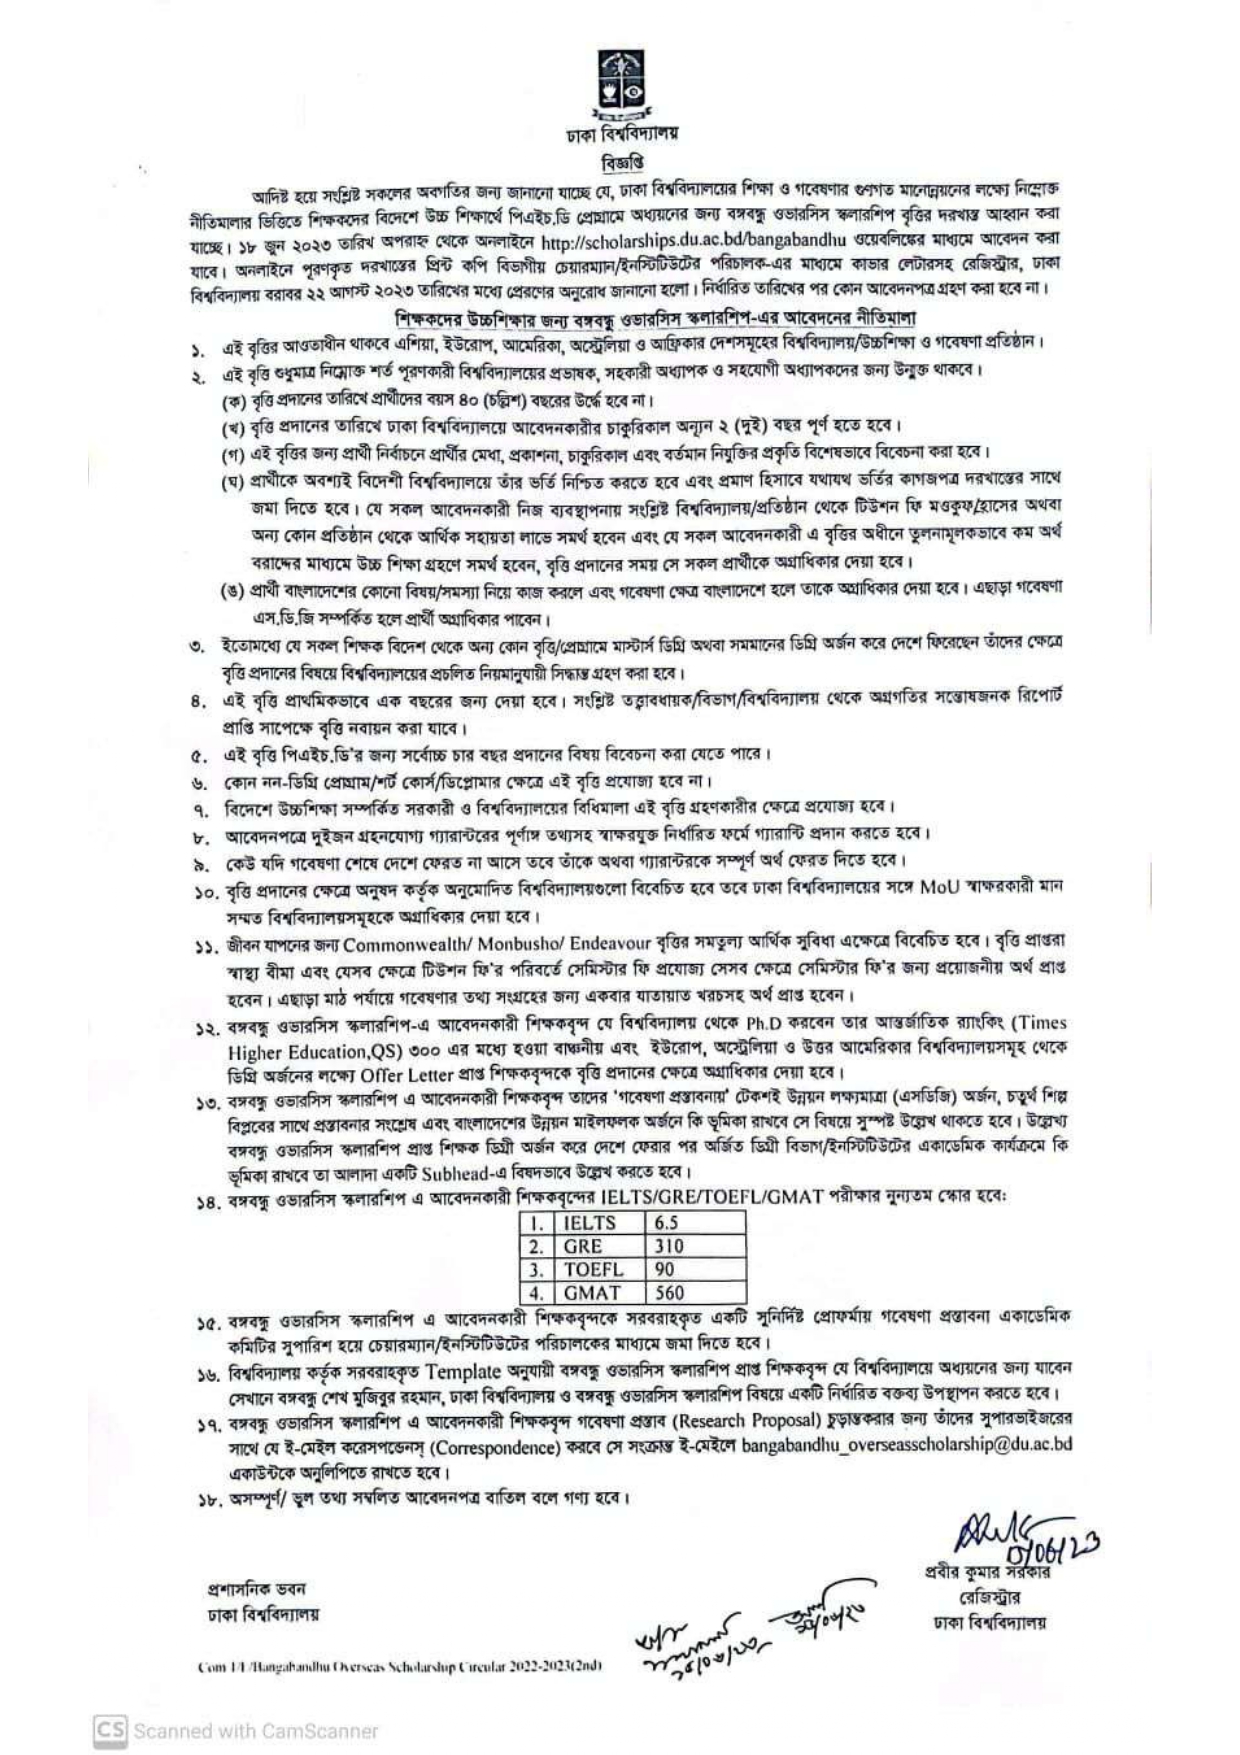 ঢাকা বিশ্ববিদ্যালয়
বিজ্ঞপ্তি
আদিষ্ট হয়ে সংশ্লিষ্ট সকলের অবগতির জন্য জানানো যাচ্ছে যে, ঢাকা বিশ্ববিদ্যালয়ের শিক্ষা ও গবেষণার গুণগত মানোন্নয়নের লক্ষ্যে নিম্নোক্ত
নীতিমালার ভিত্তিতে শিক্ষকদের বিদেশে উচ্চ শিক্ষার্থে পিএইচ.ডি প্রোগ্রামে অধ্যয়নের জন্য বঙ্গবন্ধু ওভারসিস স্কলারশিপ বৃত্তির দরখাস্ত আহ্বান করা
যাচ্ছে। ১৮ জুন ২০২৩ তারিখ অপরাহ্ন থেকে অনলাইনে http://scholarships.du.ac.bd/bangabandhu ওয়েবলিঙ্কের মাধ্যমে আবেদন করা
যাবে। অনলাইনে পূরণকৃত দরখাস্তের প্রিন্ট কপি বিভাগীয় চেয়ারম্যান/ইনস্টিটিউটের পরিচালক-এর মাধ্যমে কাভার লেটারসহ রেজিস্ট্রার, ঢাকা
বিশ্ববিদ্যালয় বরাবর ২২ আগস্ট ২০২৩ তারিখের মধ্যে প্রেরণের অনুরোধ জানানো হলো। নির্ধারিত তারিখের পর কোন আবেদনপত্র গ্রহণ করা হবে না।
শিক্ষকদের উচ্চশিক্ষার জন্য বঙ্গবন্ধু ওভারসিস স্কলারশিপ-এর আবেদনের নীতিমালা
১. এই বৃত্তির আওতাধীন থাকবে এশিয়া, ইউরোপ, আমেরিকা, অস্ট্রেলিয়া ও আফ্রিকার দেশসমূহের বিশ্ববিদ্যালয়/উচ্চশিক্ষা ও গবেষণা প্রতিষ্ঠান।
২. এই বৃত্তি শুধুমাত্র নিম্নোক্ত শর্ত পূরণকারী বিশ্ববিদ্যালয়ের প্রভাষক, সহকারী অধ্যাপক ও সহযোগী অধ্যাপকদের জন্য উন্মুক্ত থাকবে।
(ক) বৃত্তি প্রদানের তারিখে প্রার্থীদের বয়স ৪০ (চল্লিশ) বছরের উর্দ্ধে হবে না।
(খ) বৃত্তি প্রদানের তারিখে ঢাকা বিশ্ববিদ্যালয়ে আবেদনকারীর চাকুরিকাল অন্যূন ২ (দুই) বছর পূর্ণ হতে হবে।
(গ) এই বৃত্তির জন্য প্রার্থী নির্বাচনে প্রার্থীর মেধা, প্রকাশনা, চাকুরিকাল এবং বর্তমান নিযুক্তির প্রকৃতি বিশেষভাবে বিবেচনা করা হবে।
(ঘ) প্রার্থীকে অবশ্যই বিদেশী বিশ্ববিদ্যালয়ে তাঁর ভর্তি নিশ্চিত করতে হবে এবং প্রমাণ হিসাবে যথাযথ ভর্তির কাগজপত্র দরখাস্তের সাথে
জমা দিতে হবে। যে সকল আবেদনকারী নিজ ব্যবস্থাপনায় সংশ্লিষ্ট বিশ্ববিদ্যালয়/প্রতিষ্ঠান থেকে টিউশন ফি মওকুফ/হ্রাসের অথবা
অন্য কোন প্রতিষ্ঠান থেকে আর্থিক সহায়তা লাভে সমর্থ হবেন এবং যে সকল আবেদনকারী এ বৃত্তির অধীনে তুলনামূলকভাবে কম অর্থ
বরাদ্দের মাধ্যমে উচ্চ শিক্ষা গ্রহণে সমর্থ হবেন, বৃত্তি প্রদানের সময় সে সকল প্রার্থীকে অগ্রাধিকার দেয়া হবে।
(ঙ) প্রার্থী বাংলাদেশের কোনো বিষয়/সমস্যা নিয়ে কাজ করলে এবং গবেষণা ক্ষেত্র বাংলাদেশে হলে তাকে অগ্রাধিকার দেয়া হবে। এছাড়া গবেষণা
এস.ডি.জি সম্পর্কিত হলে প্রার্থী অগ্রাধিকার পাবেন।
৩. ইতোমধ্যে যে সকল শিক্ষক বিদেশ থেকে অন্য কোন বৃত্তি/প্রোগ্রামে মাস্টার্স ডিগ্রি অথবা সমমানের ডিগ্রি অর্জন করে দেশে ফিরেছেন তাঁদের ক্ষেত্রে
বৃত্তি প্রদানের বিষয়ে বিশ্ববিদ্যালয়ের প্রচলিত নিয়মানুযায়ী সিদ্ধান্ত গ্রহণ করা হবে।
৪. এই বৃত্তি প্রাথমিকভাবে এক বছরের জন্য দেয়া হবে। সংশ্লিষ্ট তত্ত্বাবধায়ক/বিভাগ/বিশ্ববিদ্যালয় থেকে অগ্রগতির সন্তোষজনক রিপোর্ট
প্রাপ্তি সাপেক্ষে বৃত্তি নবায়ন করা যাবে।
৫. এই বৃত্তি পিএইচ.ডি'র জন্য সর্বোচ্চ চার বছর প্রদানের বিষয় বিবেচনা করা যেতে পারে।
৬. কোন নন-ডিগ্রি প্রোগ্রাম/শর্ট কোর্স/ডিপ্লোমার ক্ষেত্রে এই বৃত্তি প্রযোজ্য হবে না।
৭. বিদেশে উচ্চশিক্ষা সম্পর্কিত সরকারী ও বিশ্ববিদ্যালয়ের বিধিমালা এই বৃত্তি গ্রহণকারীর ক্ষেত্রে প্রযোজ্য হবে।
৮. আবেদনপত্রে দুইজন গ্রহনযোগ্য গ্যারান্টরের পূর্ণাঙ্গ তথ্যসহ স্বাক্ষরযুক্ত নির্ধারিত ফর্মে গ্যারান্টি প্রদান করতে হবে।
৯. কেউ যদি গবেষণা শেষে দেশে ফেরত না আসে তবে তাঁকে অথবা গ্যারান্টরকে সম্পূর্ণ অর্থ ফেরত দিতে হবে।
১০. বৃত্তি প্রদানের ক্ষেত্রে অনুষদ কর্তৃক অনুমোদিত বিশ্ববিদ্যালয়গুলো বিবেচিত হবে তবে ঢাকা বিশ্ববিদ্যালয়ের সঙ্গে MoU স্বাক্ষরকারী মান
সম্মত বিশ্ববিদ্যালয়সমূহকে অগ্রাধিকার দেয়া হবে।
১১. জীবন যাপনের জন্য Commonwealth/ Monbusho/ Endeavour বৃত্তির সমতুল্য আর্থিক সুবিধা এক্ষেত্রে বিবেচিত হবে। বৃত্তি প্রাপ্তরা
স্বাস্থ্য বীমা এবং যেসব ক্ষেত্রে টিউশন ফি'র পরিবর্তে সেমিস্টার ফি প্রযোজ্য সেসব ক্ষেত্রে সেমিস্টার ফি'র জন্য প্রয়োজনীয় অর্থ প্রাপ্ত
হবেন। এছাড়া মাঠ পর্যায়ে গবেষণার তথ্য সংগ্রহের জন্য একবার যাতায়াত খরচসহ অর্থ প্রাপ্ত হবেন।
১২. বঙ্গবন্ধু ওভারসিস স্কলারশিপ-এ আবেদনকারী শিক্ষকবৃন্দ যে বিশ্ববিদ্যালয় থেকে Ph.D করবেন তার আন্তর্জাতিক র‍্যাংকিং (Times
Higher Education,QS) ৩০০ এর মধ্যে হওয়া বাঞ্চনীয় এবং ইউরোপ, অস্ট্রেলিয়া ও উত্তর আমেরিকার বিশ্ববিদ্যালয়সমূহ থেকে
ডিগ্রি অর্জনের লক্ষ্যে Offer Letter প্রাপ্ত শিক্ষকবৃন্দকে বৃত্তি প্রদানের ক্ষেত্রে অগ্রাধিকার দেয়া হবে।
১৩. বঙ্গবন্ধু ওভারসিস স্কলারশিপ এ আবেদনকারী শিক্ষকবৃন্দ তাদের 'গবেষণা প্রস্তাবনায়' টেকশই উন্নয়ন লক্ষ্যমাত্রা (এসডিজি) অর্জন, চতুর্থ শিল্প
বিপ্লবের সাথে প্রস্তাবনার সংশ্লেষ এবং বাংলাদেশের উন্নয়ন মাইলফলক অর্জনে কি ভূমিকা রাখবে সে বিষয়ে সুস্পষ্ট উল্লেখ থাকতে হবে। উল্লেখ্য
বঙ্গবন্ধু ওভারসিস স্কলারশিপ প্রাপ্ত শিক্ষক ডিগ্রী অর্জন করে দেশে ফেরার পর অর্জিত ডিগ্রী বিভাগ/ইনস্টিটিউটের একাডেমিক কার্যক্রমে কি
ভূমিকা রাখবে তা আলাদা একটি Subhead-এ বিষদভাবে উল্লেখ করতে হবে।
১৪. বঙ্গবন্ধু ওভারসিস স্কলারশিপ এ আবেদনকারী শিক্ষকবৃন্দের IELTS/GRE/TOEFL/GMAT পরীক্ষার নুন্যতম স্কোর হবে:
1. IELTS 6.5
2. GRE 310
3. TOEFL 90
4. GMAT 560
১৫. বঙ্গবন্ধু ওভারসিস স্কলারশিপ এ আবেদনকারী শিক্ষকবৃন্দকে সরবরাহকৃত একটি সুনির্দিষ্ট প্রোফর্মায় গবেষণা প্রস্তাবনা একাডেমিক
কমিটির সুপারিশ হয়ে চেয়ারম্যান/ইনস্টিটিউটের পরিচালকের মাধ্যমে জমা দিতে হবে।
১৬. বিশ্ববিদ্যালয় কর্তৃক সরবরাহকৃত Template অনুযায়ী বঙ্গবন্ধু ওভারসিস স্কলারশিপ প্রাপ্ত শিক্ষকবৃন্দ যে বিশ্ববিদ্যালয়ে অধ্যয়নের জন্য যাবেন
সেখানে বঙ্গবন্ধু শেখ মুজিবুর রহমান, ঢাকা বিশ্ববিদ্যালয় ও বঙ্গবন্ধু ওভারসিস স্কলারশিপ বিষয়ে একটি নির্ধারিত বক্তব্য উপস্থাপন করতে হবে।
১৭. বঙ্গবন্ধু ওভারসিস স্কলারশিপ এ আবেদনকারী শিক্ষকবৃন্দ গবেষণা প্রস্তাব (Research Proposal) চুড়ান্তকরার জন্য তাঁদের সুপারভাইজরের
সাথে যে ই-মেইল করেসপন্ডেনস্ (Correspondence) করবে সে সংক্রান্ত ই-মেইলে bangabandhu_overseasscholarship@du.ac.bd
একাউন্টকে অনুলিপিতে রাখতে হবে।
১৮. অসম্পূর্ণ/ ভুল তথ্য সম্বলিত আবেদনপত্র বাতিল বলে গণ্য হবে।
প্রবীর কুমার সরকার
রেজিস্ট্রার
ঢাকা বিশ্ববিদ্যালয়
প্রশাসনিক ভবন
ঢাকা বিশ্ববিদ্যালয়
Com 1/F/Bangabandhu Overseas Scholarship Circular 2022-2023(2nd)
CS Scanned with CamScanner